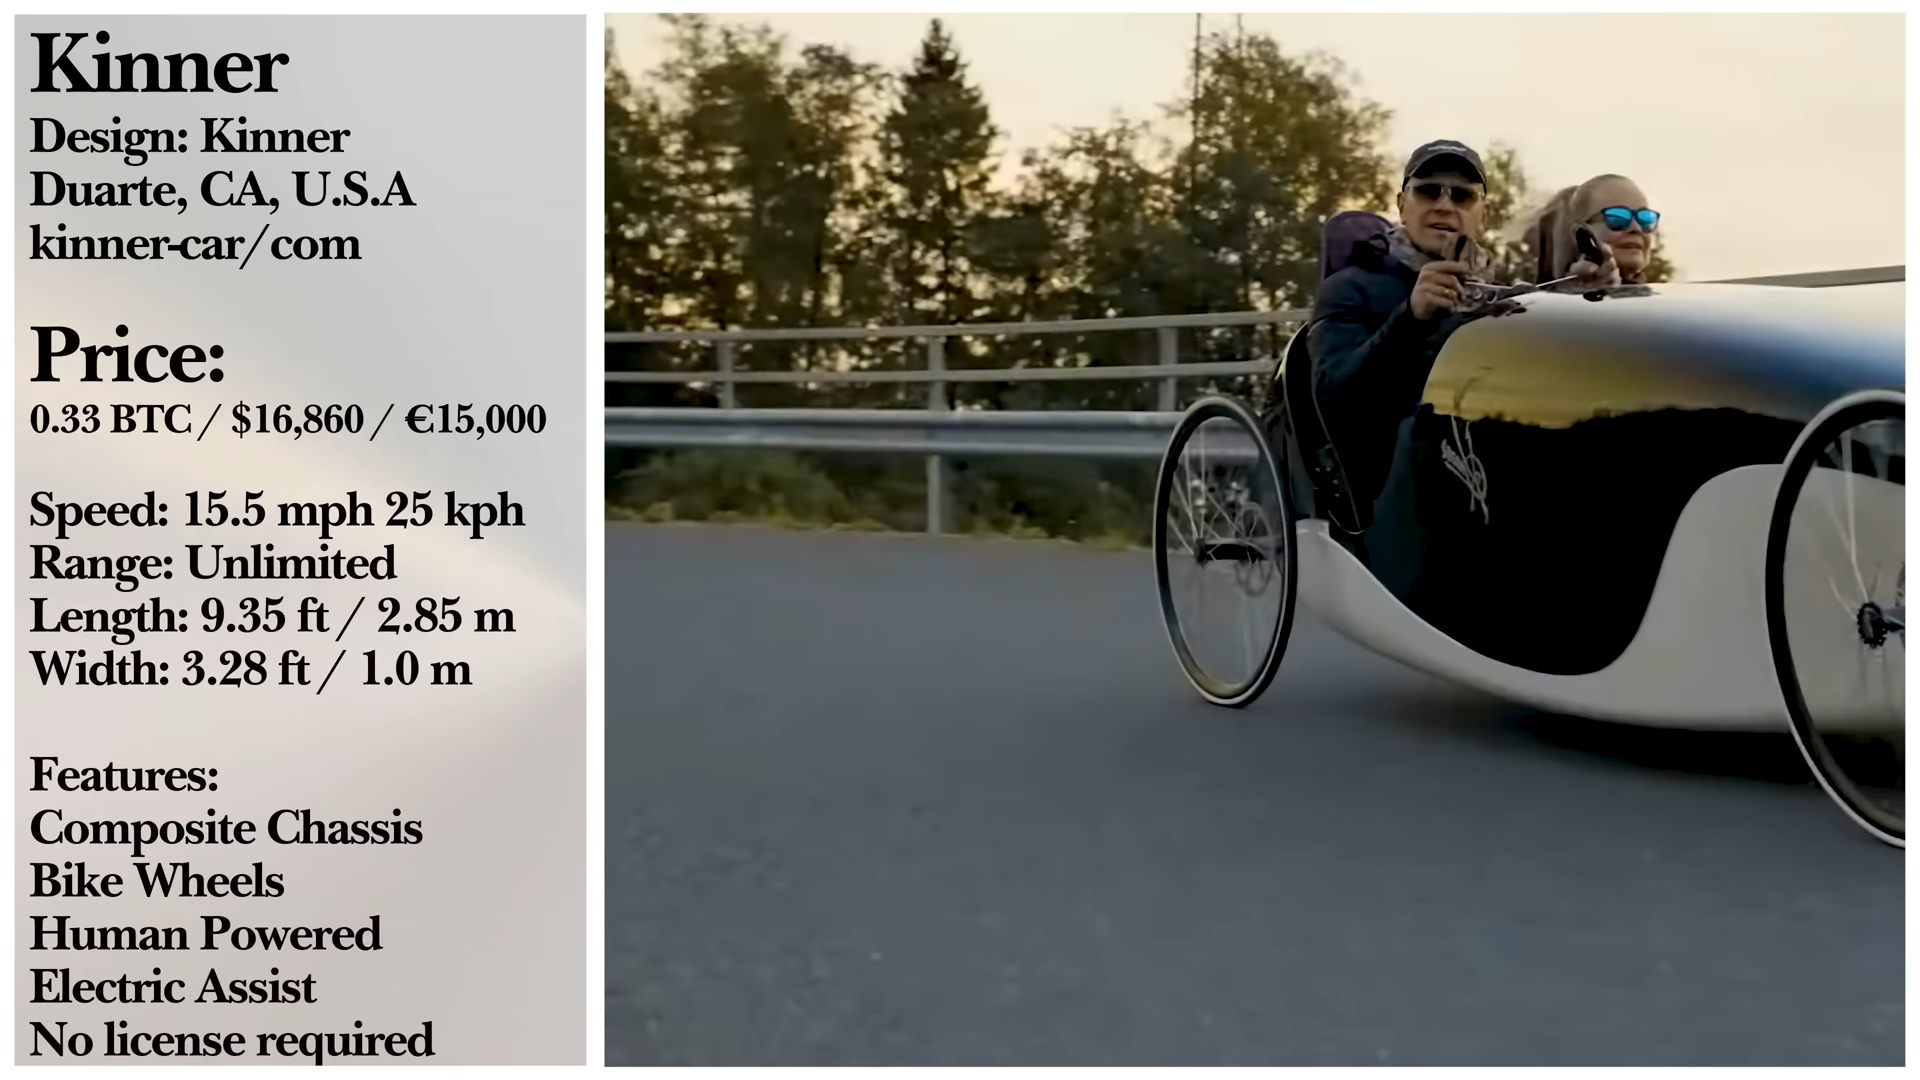 Kinner
Design: Kinner
Duarte, CA, U.S.A
kinner-car/com
Price:
0.33 BTC / $16,860 / €15,000
Speed: 15.5 mph 25 kph
Range: Unlimited
Length: 9.35 ft / 2.85 m
Width: 3.28 ft / 1.0 m
Features:
Composite Chassis
Bike Wheels
Human Powered
Electric Assist
No license required